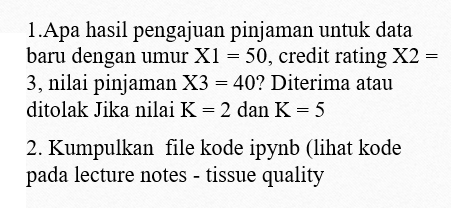 1.Apa hasil pengajuan pinjaman untuk data
baru dengan umur X1 = 50, credit rating X2 =
3, nilai pinjaman X3 = 40? Diterima atau
ditolak Jika nilai K = 2 dan K = 5
2. Kumpulkan  file kode ipynb (lihat kode
pada lecture notes - tissue quality